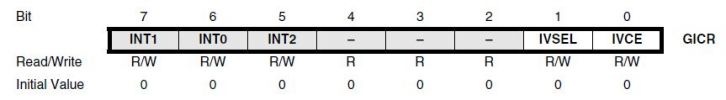 Bit 7 6 5 4 3 2 1 0
INT1 INT0 INT2 – – – IVSEL IVCE GICR
Read/Write R/W R/W R/W R R R R/W R/W
Initial Value 0 0 0 0 0 0 0 0